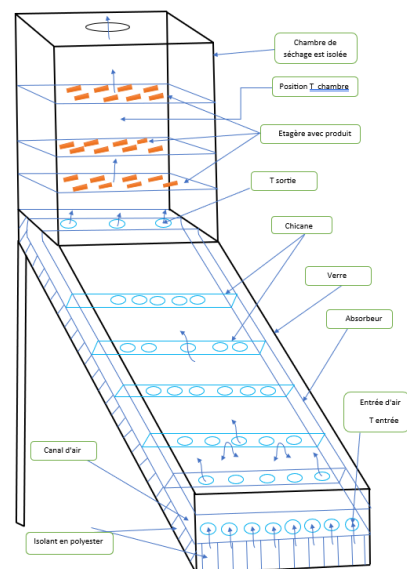 Chambre de
séchage est isolée
Position T_chambre
Etagère avec produit
T sortie
Chicane
Verre
Absorbeur
Entrée d'air
T entrée
Canal d'air
Isolant en polyester